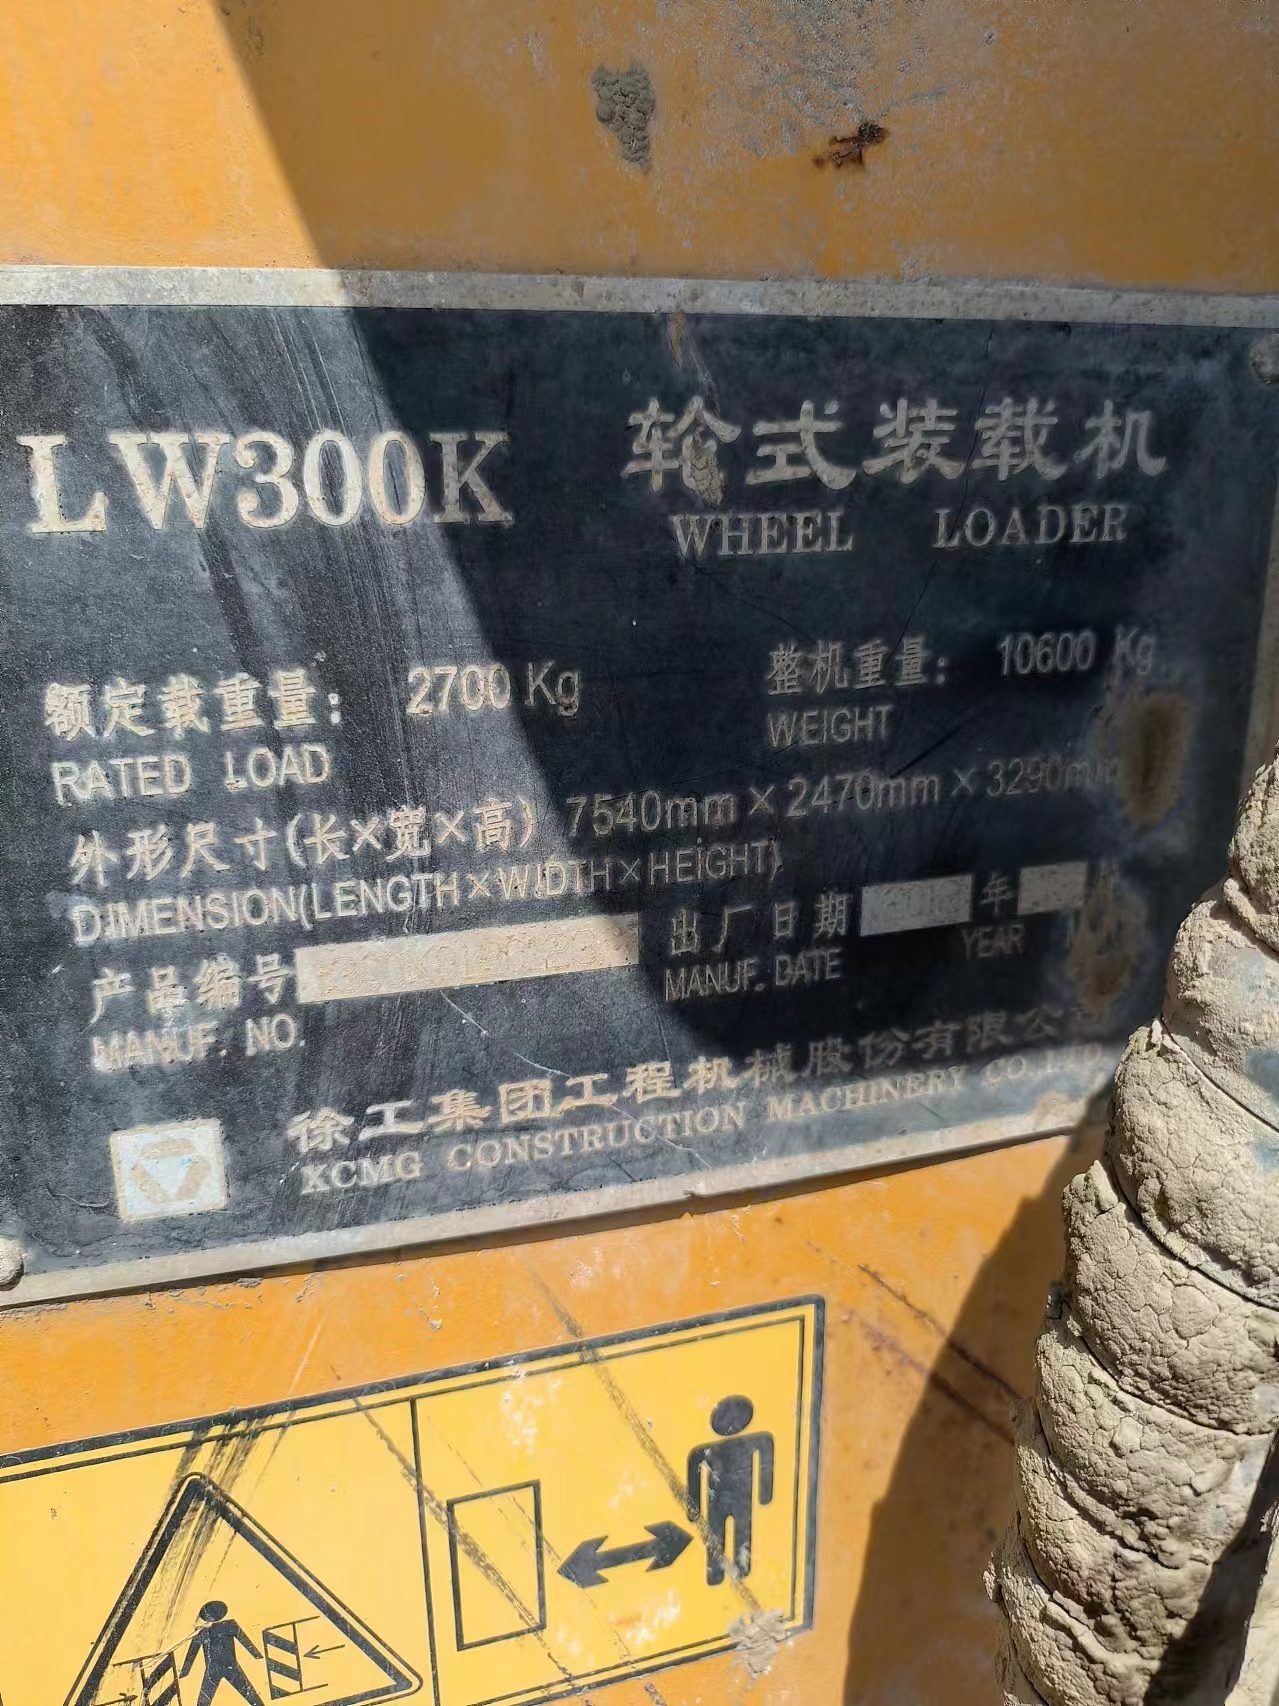 LW300K 轮式装载机
WHEEL LOADER
额定载重量: 2700 Kg 整机重量: 10600 Kg
RATED LOAD WEIGHT
外形尺寸(长×宽×高) 7540mm × 2470mm × 3290mm
DIMENSION(LENGTH×WIDTH×HEIGHT)
产品编号 出厂日期 年
MANUF. NO. MANUF. DATE YEAR
徐工集团工程机械股份有限公司
XCMG CONSTRUCTION MACHINERY CO.LTD.